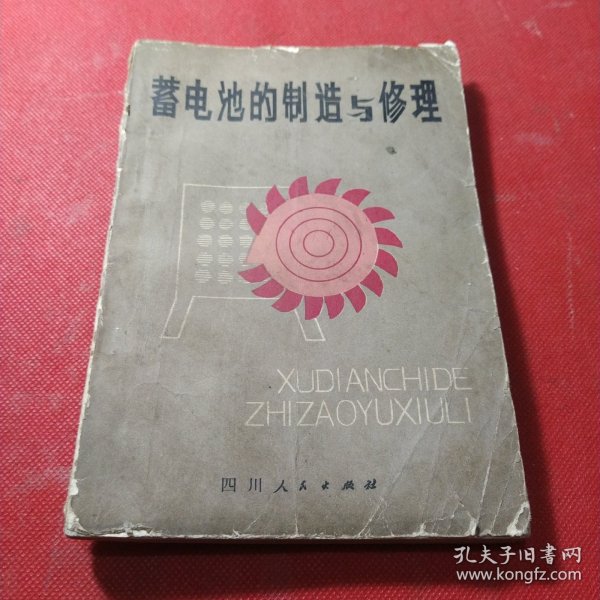 蓄电池的制造与修理
XUDIANCHIDE
ZHIZAOYUXIULI
四川人民出版社
孔夫子旧书网
www.kongfz.com